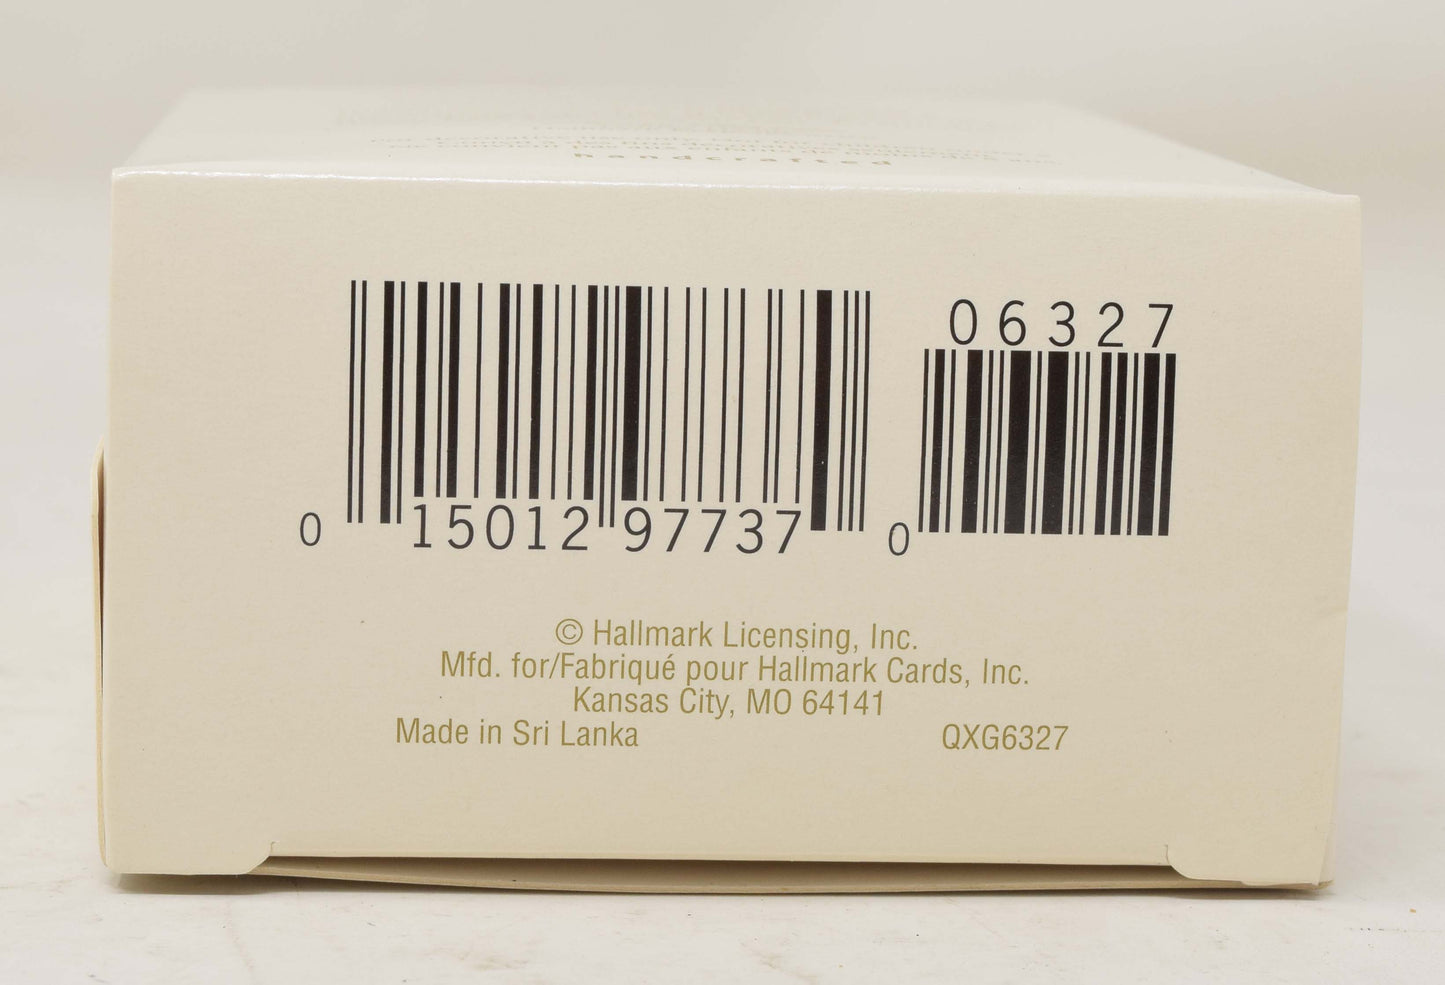 handcrafted
06327
0 15012 97737 0
© Hallmark Licensing, Inc.
Mfd. for/Fabriqué pour Hallmark Cards, Inc.
Kansas City, MO 64141
Made in Sri Lanka QXG6327